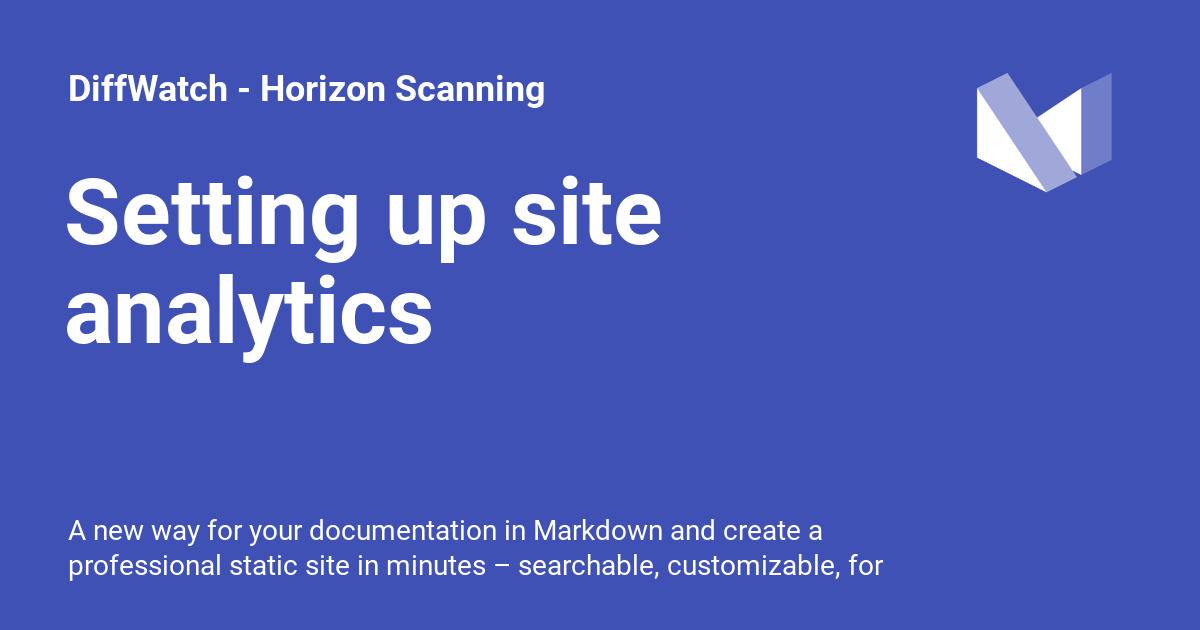 DiffWatch - Horizon Scanning
Setting up site
analytics
A new way for your documentation in Markdown and create a
professional static site in minutes – searchable, customizable, for